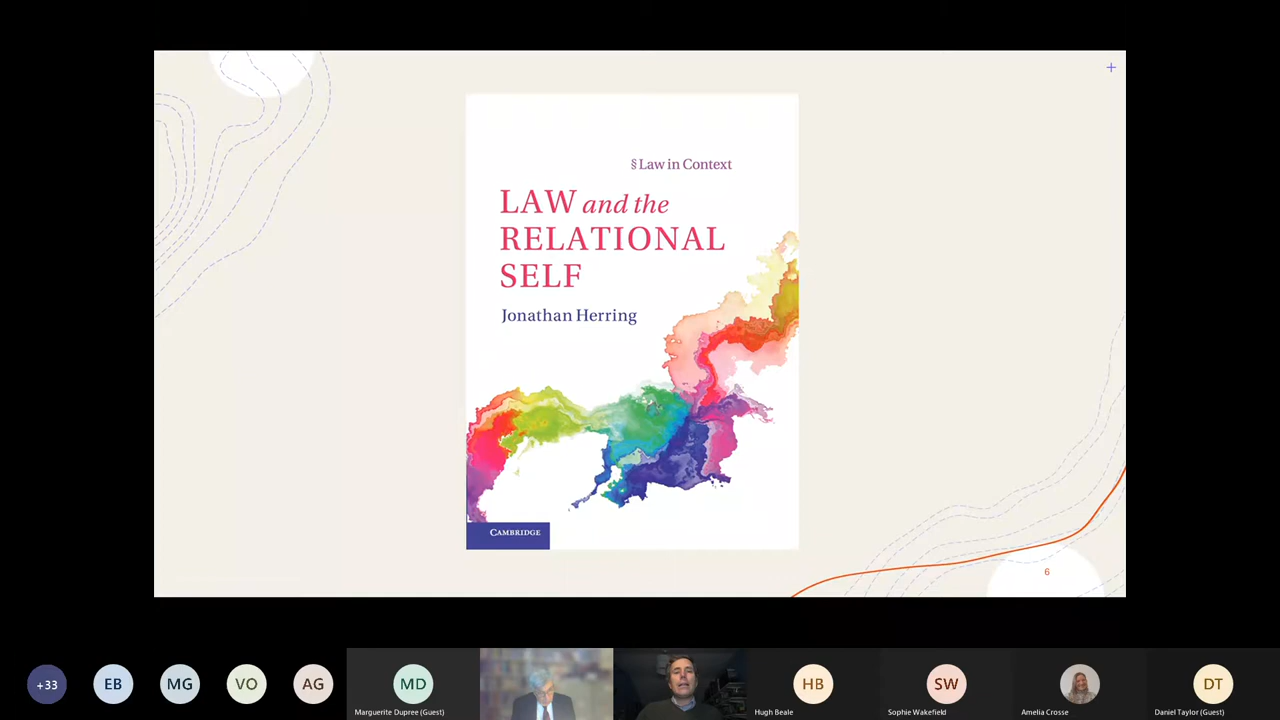 § Law in Context
LAW and the
RELATIONAL
SELF
Jonathan Herring
CAMBRIDGE
6
+33
EB
MG
VO
AG
MD
Marguerite Dupree (Guest)
HB
Hugh Beale
SW
Sophie Wakefield
Amelia Crosse
DT
Daniel Taylor (Guest)